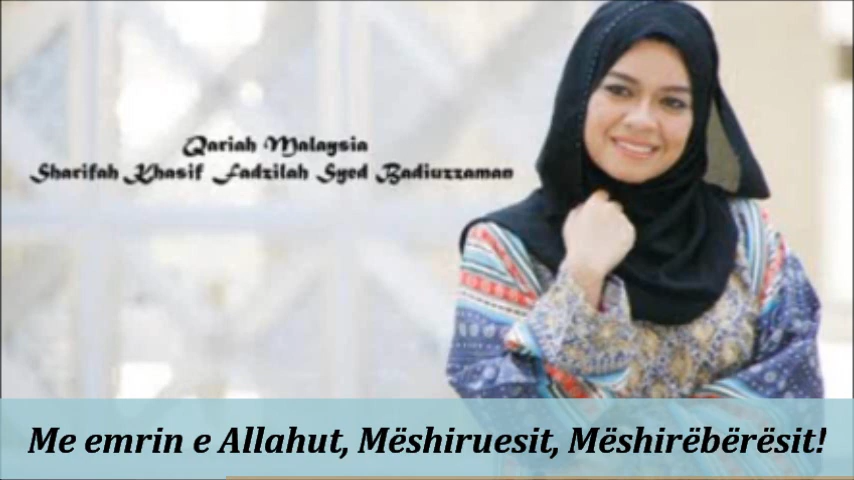 Qariah Malaysia
Sharifah Khasif Fadzilah Syed Badiuzzaman
Me emrin e Allahut, Mëshiruesit, Mëshirëbërësit!